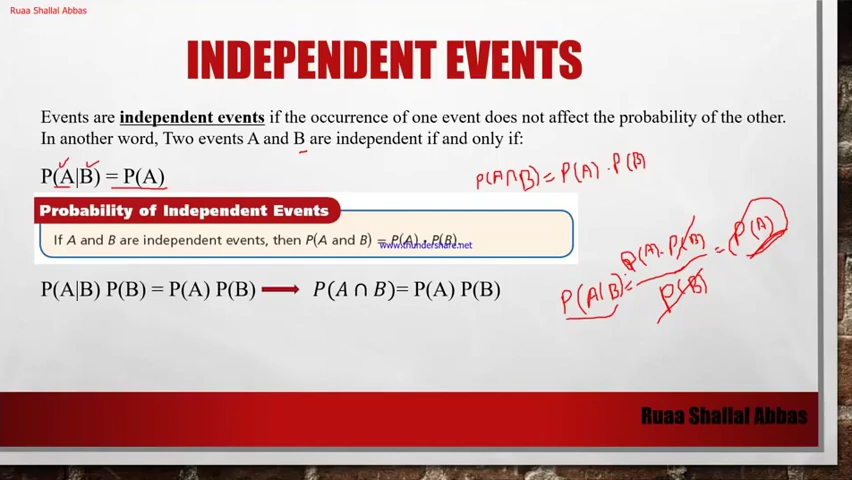 Ruaa Shallal Abbas
INDEPENDENT EVENTS
Events are independent events if the occurrence of one event does not affect the probability of the other.
In another word, Two events A and B are independent if and only if:
P(A|B) = P(A)
P(A∩B) = P(A) . P(B)
Probability of Independent Events
If A and B are independent events, then P(A and B) = P(A) • P(B).
www.thundershare.net
P(A|B) P(B) = P(A) P(B) → P(A ∩ B)= P(A) P(B)
P(A|B) = P(A) . P(B) / P(B) = P(A)
Ruaa Shallal Abbas